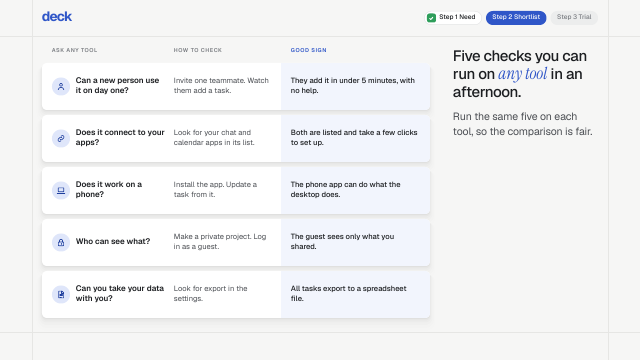 deck
Step 1 Need
Step 2 Shortlist
Step 3 Trial
ASK ANY TOOL
HOW TO CHECK
GOOD SIGN
Can a new person use
it on day one?
Invite one teammate. Watch
them add a task.
They add it in under 5 minutes, with
no help.
Does it connect to your
apps?
Look for your chat and
calendar apps in its list.
Both are listed and take a few clicks
to set up.
Does it work on a
phone?
Install the app. Update a
task from it.
The phone app can do what the
desktop does.
Who can see what?
Make a private project. Log
in as a guest.
The guest sees only what you
shared.
Can you take your data
with you?
Look for export in the
settings.
All tasks export to a spreadsheet
file.
Five checks you can
run on any tool in an
afternoon.
Run the same five on each
tool, so the comparison is fair.